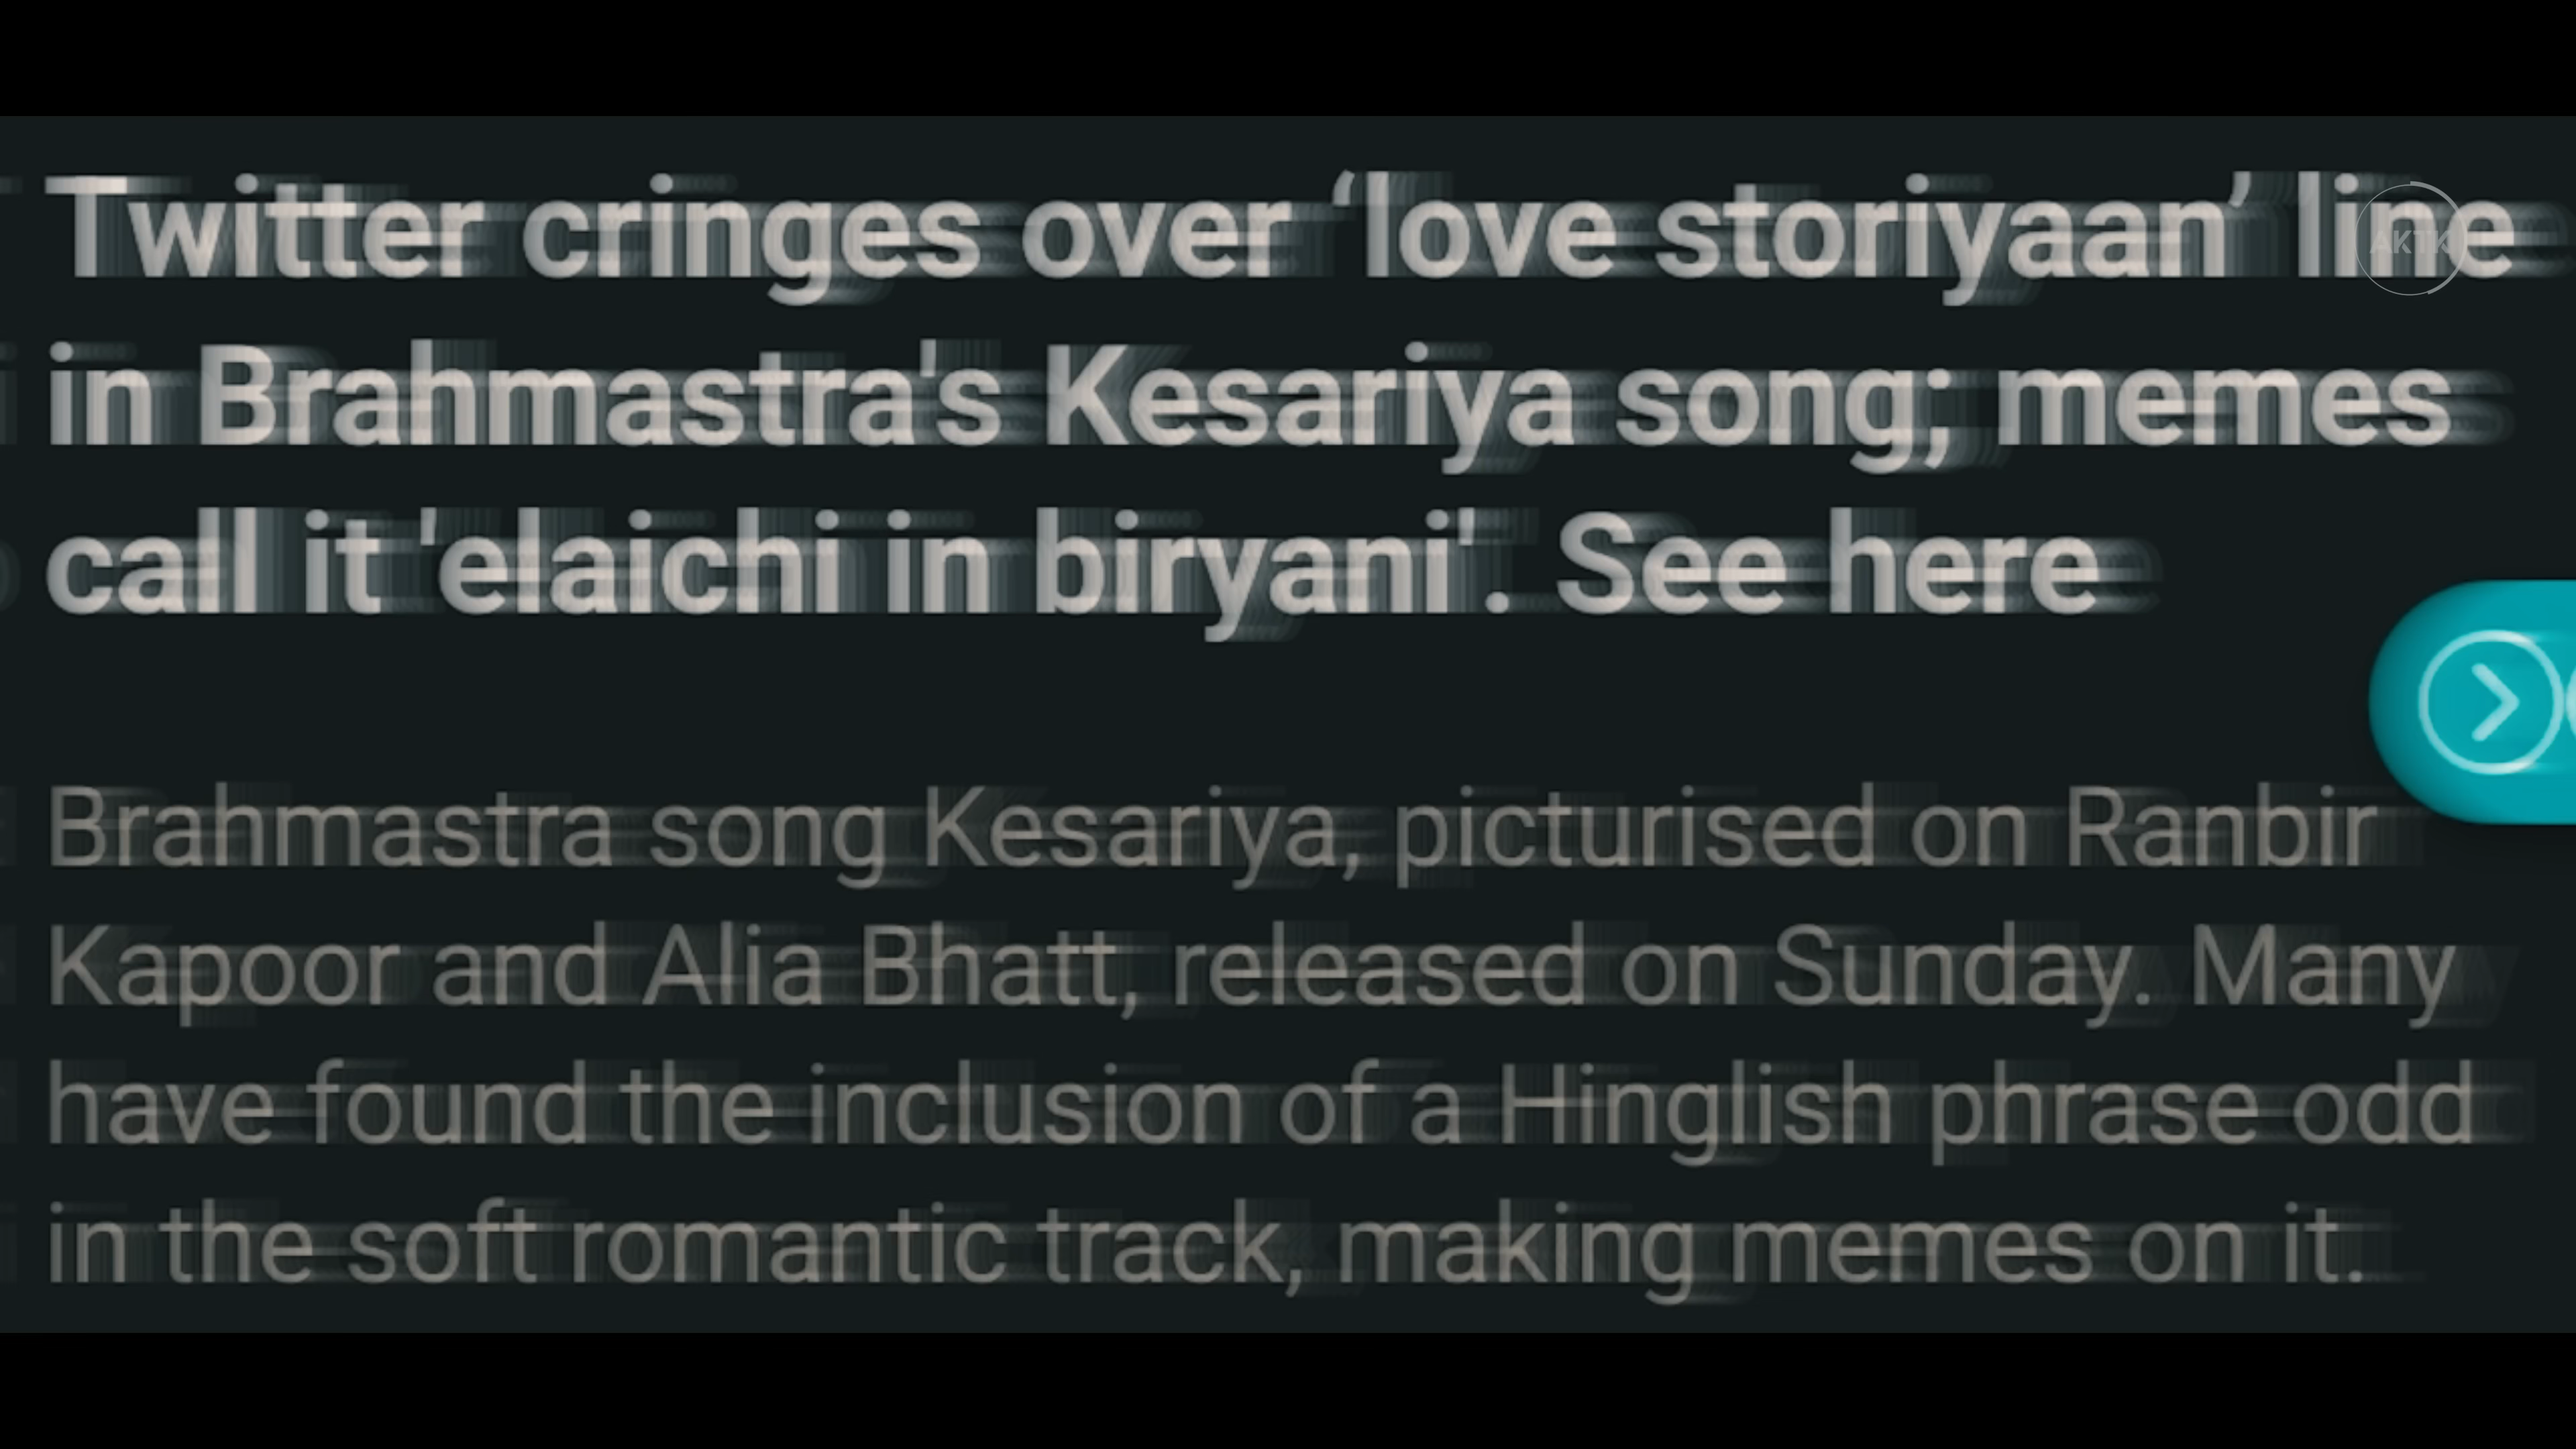 Twitter cringes over ‘love storiyaan’ line
in Brahmastra's Kesariya song; memes
call it 'elaichi in biryani'. See here
Brahmastra song Kesariya, picturised on Ranbir
Kapoor and Alia Bhatt, released on Sunday. Many
have found the inclusion of a Hinglish phrase odd
in the soft romantic track, making memes on it.
AKTK